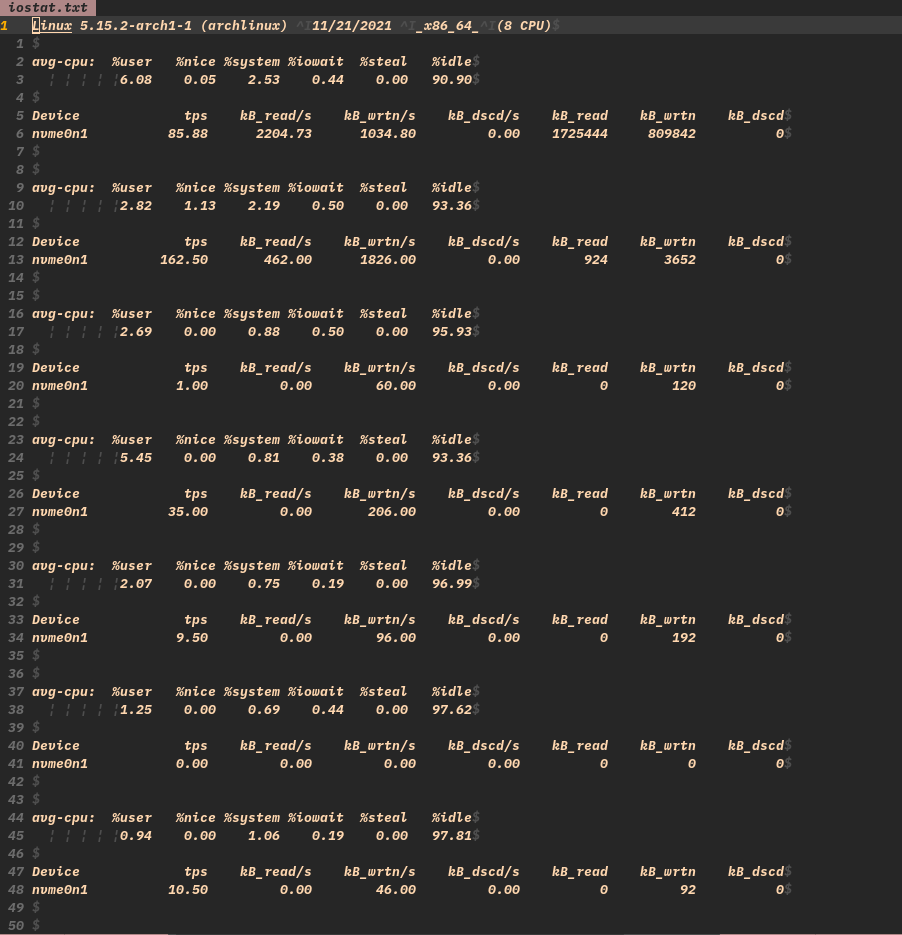 iostat.txt
1 Linux 5.15.2-arch1-1 (archlinux) ^I11/21/2021 ^I_x86_64_^I(8 CPU)$
1 $
2 avg-cpu: %user %nice %system %iowait %steal %idle$
3 ¦ ¦ ¦ ¦ ¦6.08 0.05 2.53 0.44 0.00 90.90$
4 $
5 Device tps kB_read/s kB_wrtn/s kB_dscd/s kB_read kB_wrtn kB_dscd$
6 nvme0n1 85.88 2204.73 1034.80 0.00 1725444 809842 0$
7 $
8 $
9 avg-cpu: %user %nice %system %iowait %steal %idle$
10 ¦ ¦ ¦ ¦ ¦2.82 1.13 2.19 0.50 0.00 93.36$
11 $
12 Device tps kB_read/s kB_wrtn/s kB_dscd/s kB_read kB_wrtn kB_dscd$
13 nvme0n1 162.50 462.00 1826.00 0.00 924 3652 0$
14 $
15 $
16 avg-cpu: %user %nice %system %iowait %steal %idle$
17 ¦ ¦ ¦ ¦ ¦2.69 0.00 0.88 0.50 0.00 95.93$
18 $
19 Device tps kB_read/s kB_wrtn/s kB_dscd/s kB_read kB_wrtn kB_dscd$
20 nvme0n1 1.00 0.00 60.00 0.00 0 120 0$
21 $
22 $
23 avg-cpu: %user %nice %system %iowait %steal %idle$
24 ¦ ¦ ¦ ¦ ¦5.45 0.00 0.81 0.38 0.00 93.36$
25 $
26 Device tps kB_read/s kB_wrtn/s kB_dscd/s kB_read kB_wrtn kB_dscd$
27 nvme0n1 35.00 0.00 206.00 0.00 0 412 0$
28 $
29 $
30 avg-cpu: %user %nice %system %iowait %steal %idle$
31 ¦ ¦ ¦ ¦ ¦2.07 0.00 0.75 0.19 0.00 96.99$
32 $
33 Device tps kB_read/s kB_wrtn/s kB_dscd/s kB_read kB_wrtn kB_dscd$
34 nvme0n1 9.50 0.00 96.00 0.00 0 192 0$
35 $
36 $
37 avg-cpu: %user %nice %system %iowait %steal %idle$
38 ¦ ¦ ¦ ¦ ¦1.25 0.00 0.69 0.44 0.00 97.62$
39 $
40 Device tps kB_read/s kB_wrtn/s kB_dscd/s kB_read kB_wrtn kB_dscd$
41 nvme0n1 0.00 0.00 0.00 0.00 0 0 0$
42 $
43 $
44 avg-cpu: %user %nice %system %iowait %steal %idle$
45 ¦ ¦ ¦ ¦ ¦0.94 0.00 1.06 0.19 0.00 97.81$
46 $
47 Device tps kB_read/s kB_wrtn/s kB_dscd/s kB_read kB_wrtn kB_dscd$
48 nvme0n1 10.50 0.00 46.00 0.00 0 92 0$
49 $
50 $